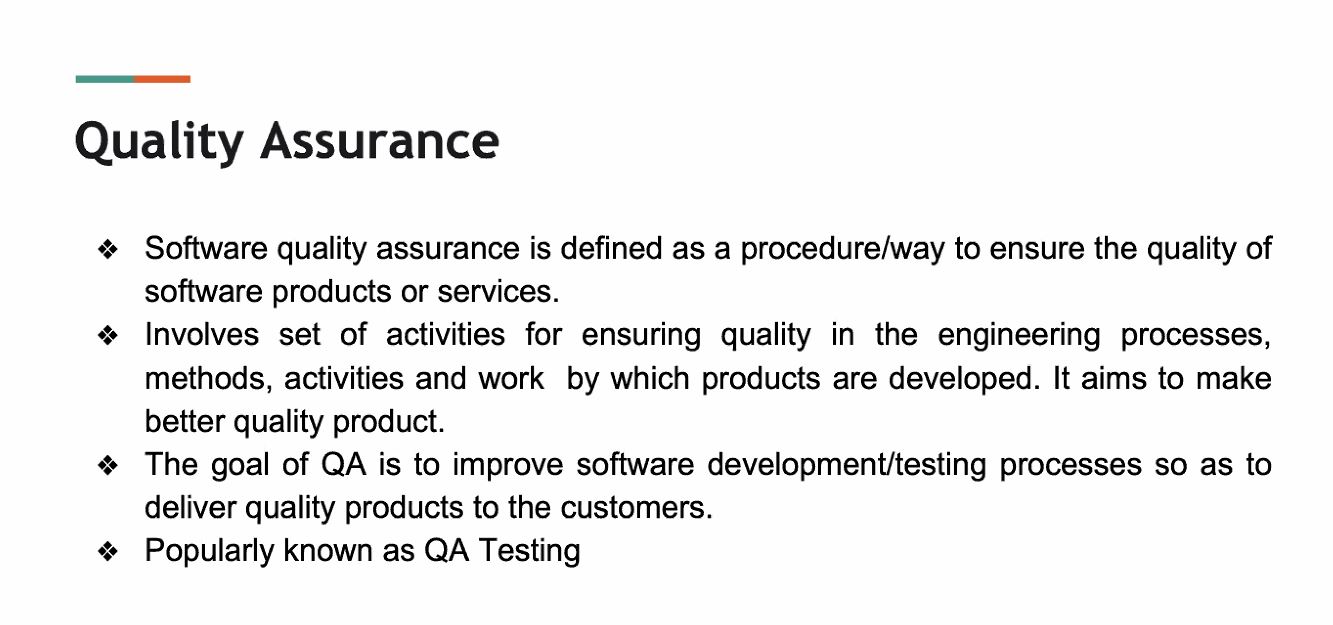 Quality Assurance
❖ Software quality assurance is defined as a procedure/way to ensure the quality of
software products or services.
❖ Involves set of activities for ensuring quality in the engineering processes,
methods, activities and work  by which products are developed. It aims to make
better quality product.
❖ The goal of QA is to improve software development/testing processes so as to
deliver quality products to the customers.
❖ Popularly known as QA Testing